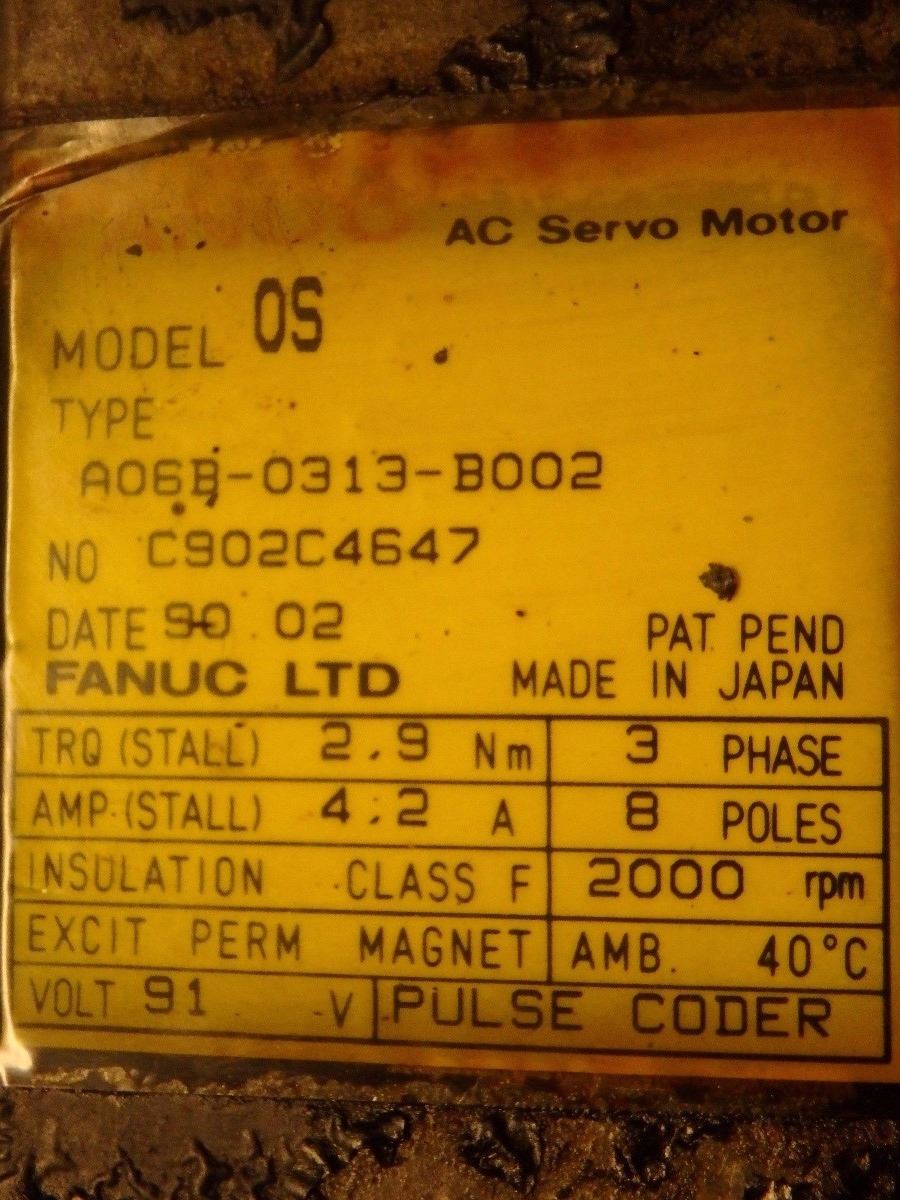 AC Servo Motor
MODEL 0S
TYPE
A06B-0313-B002
NO C902C4647
DATE 90.02 PAT. PEND
FANUC LTD MADE IN JAPAN
TRQ (STALL) 2.9 Nm 3 PHASE
AMP (STALL) 4.2 A 8 POLES
INSULATION CLASS F 2000 rpm
EXCIT PERM MAGNET AMB. 40°C
VOLT 91 V PULSE CODER